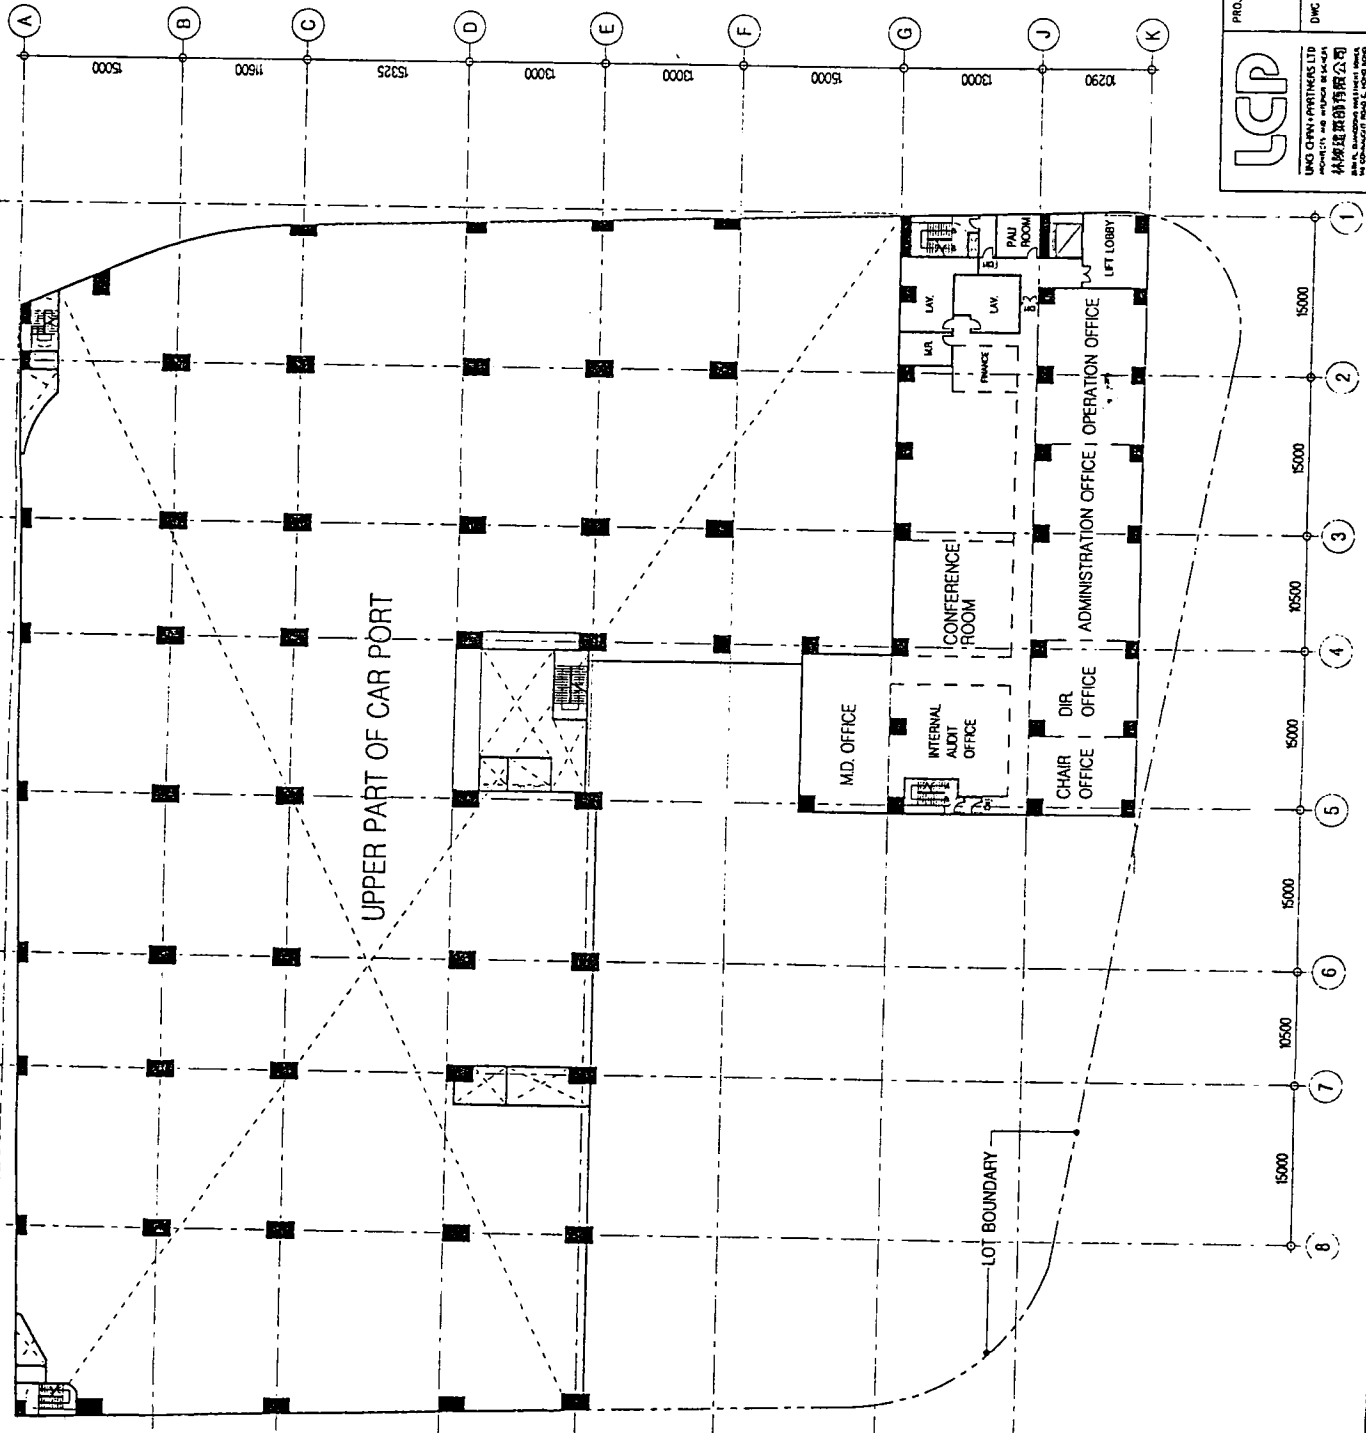 A
B
C
D
E
F
G
J
K
15000
11600
15325
13000
13000
15000
13000
10290
PROJ
DWG
LCP
LING CHAN + PARTNERS LTD
林陳建築師有限公司
1
2
3
4
5
6
7
8
15000
15000
10500
15000
15000
10500
15000
UPPER PART OF CAR PORT
PAU
ROOM
LIFT LOBBY
LAV.
LAV.
M.R.
FINANCE
OPERATION OFFICE
ADMINISTRATION OFFICE
CONFERENCE
ROOM
DIR.
OFFICE
CHAIR
OFFICE
INTERNAL
AUDIT
OFFICE
M.D. OFFICE
LOT BOUNDARY